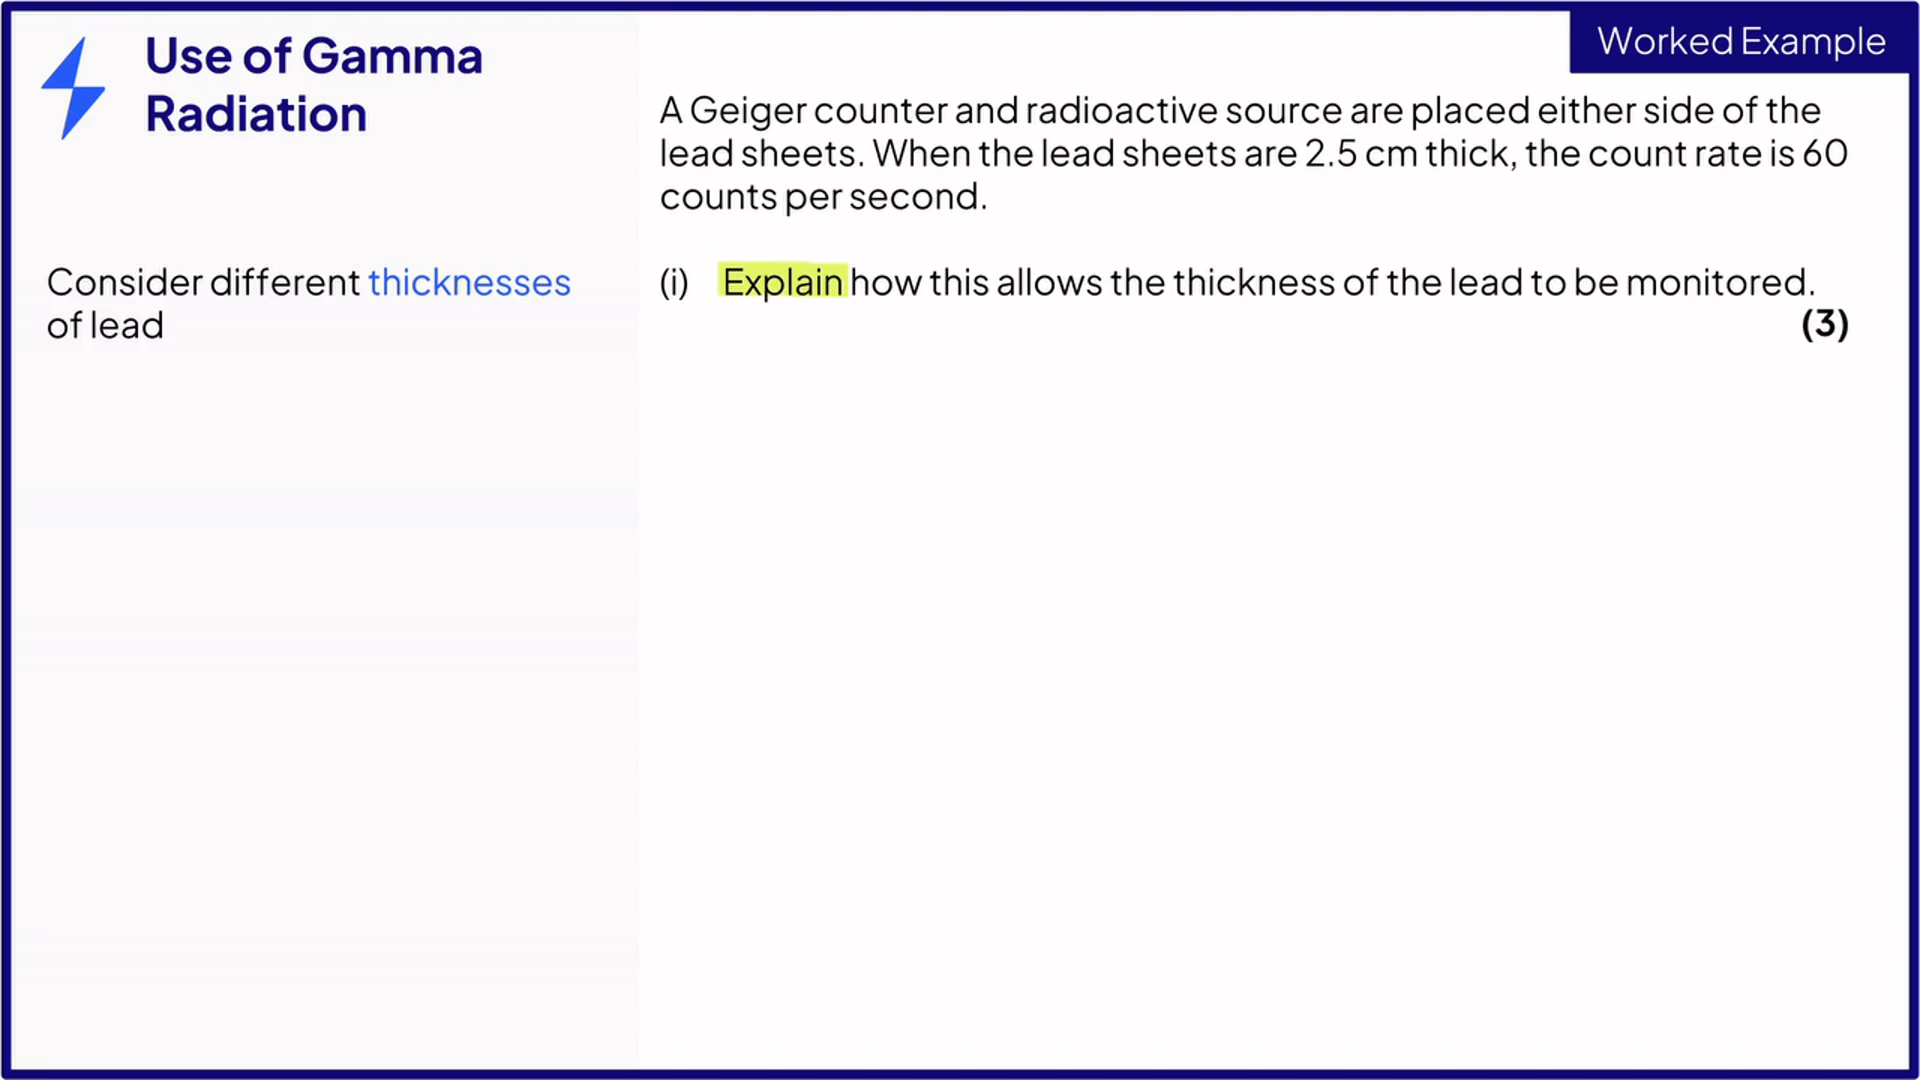 Use of Gamma
Radiation
Worked Example
A Geiger counter and radioactive source are placed either side of the
lead sheets. When the lead sheets are 2.5 cm thick, the count rate is 60
counts per second.
Consider different thicknesses
of lead
(i) Explain how this allows the thickness of the lead to be monitored.
(3)